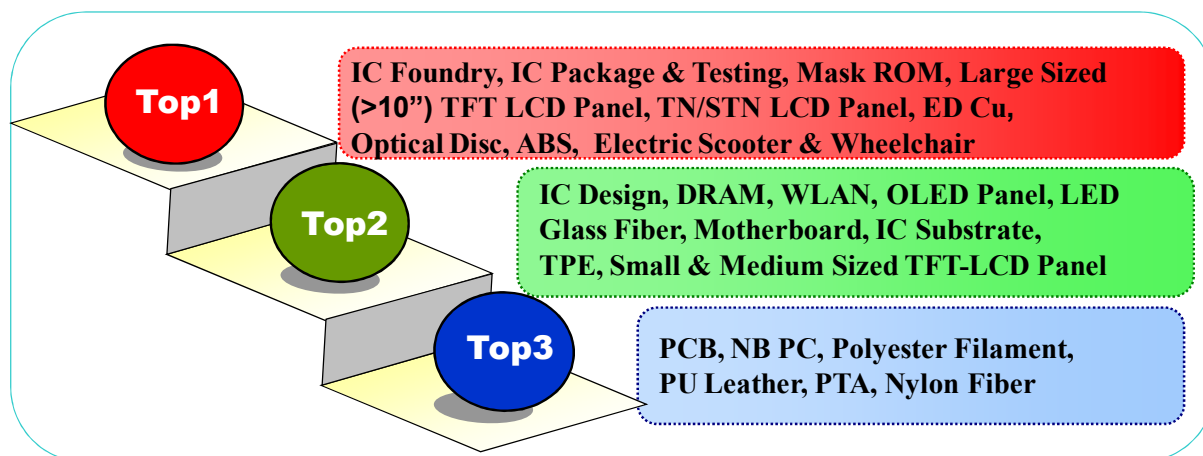 Top1
IC Foundry, IC Package & Testing, Mask ROM, Large Sized
(>10”) TFT LCD Panel, TN/STN LCD Panel, ED Cu,
Optical Disc, ABS, Electric Scooter & Wheelchair
Top2
IC Design, DRAM, WLAN, OLED Panel, LED
Glass Fiber, Motherboard, IC Substrate,
TPE, Small & Medium Sized TFT-LCD Panel
Top3
PCB, NB PC, Polyester Filament,
PU Leather, PTA, Nylon Fiber